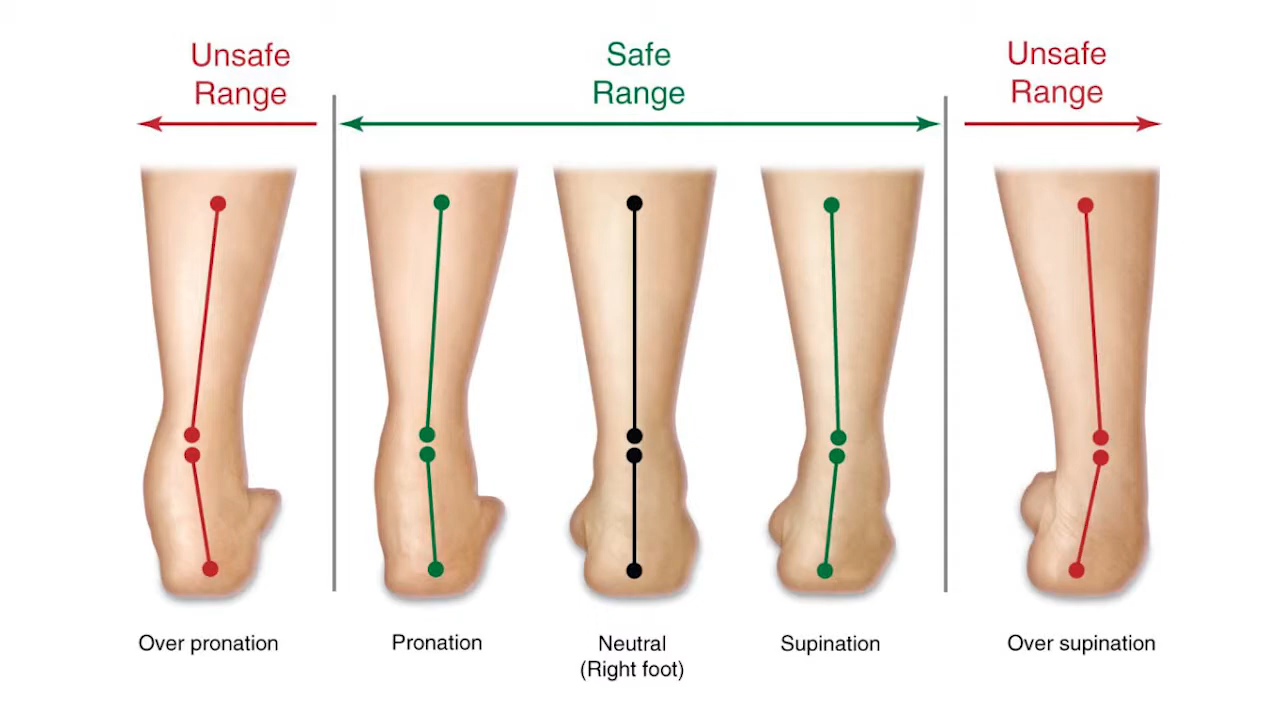 Unsafe
Range
Safe
Range
Unsafe
Range
Over pronation
Pronation
Neutral
(Right foot)
Supination
Over supination